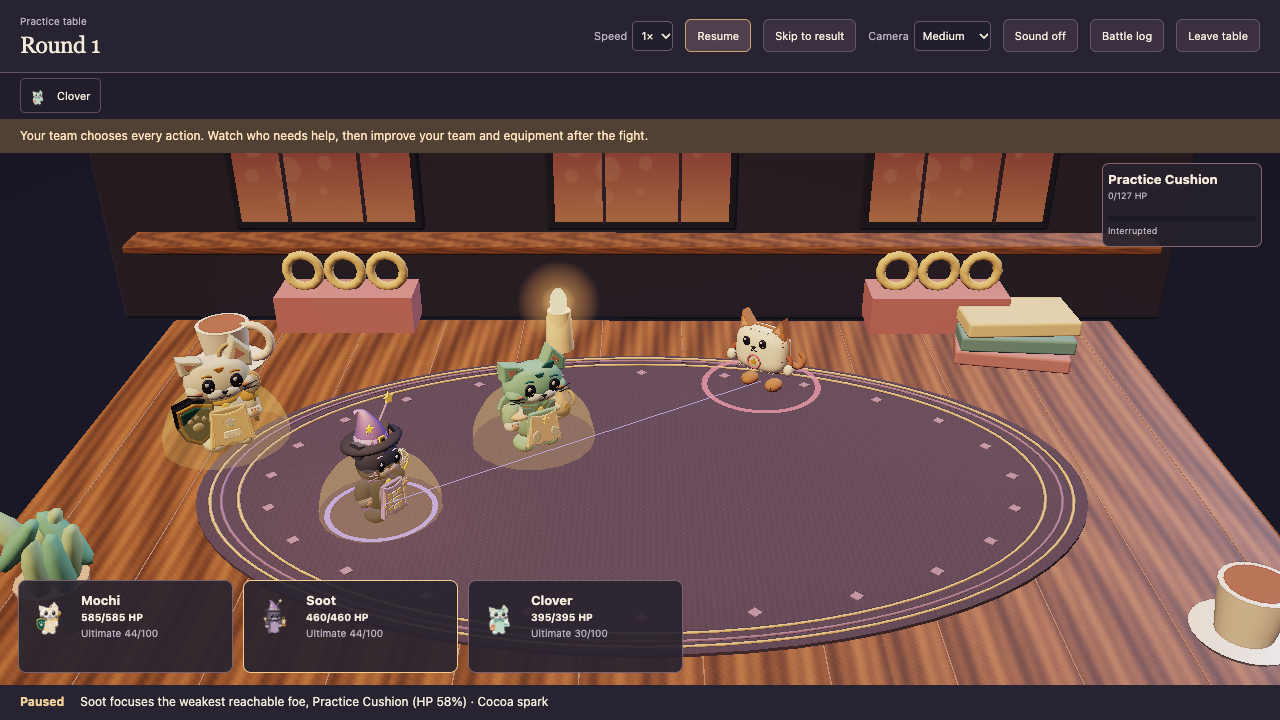 Practice table
Round 1
Speed 1× Resume Skip to result Camera Medium Sound off Battle log Leave table
Clover
Your team chooses every action. Watch who needs help, then improve your team and equipment after the fight.
Practice Cushion
0/127 HP
Interrupted
Mochi
585/585 HP
Ultimate 44/100
Soot
460/460 HP
Ultimate 44/100
Clover
395/395 HP
Ultimate 30/100
Paused Soot focuses the weakest reachable foe, Practice Cushion (HP 58%) · Cocoa spark